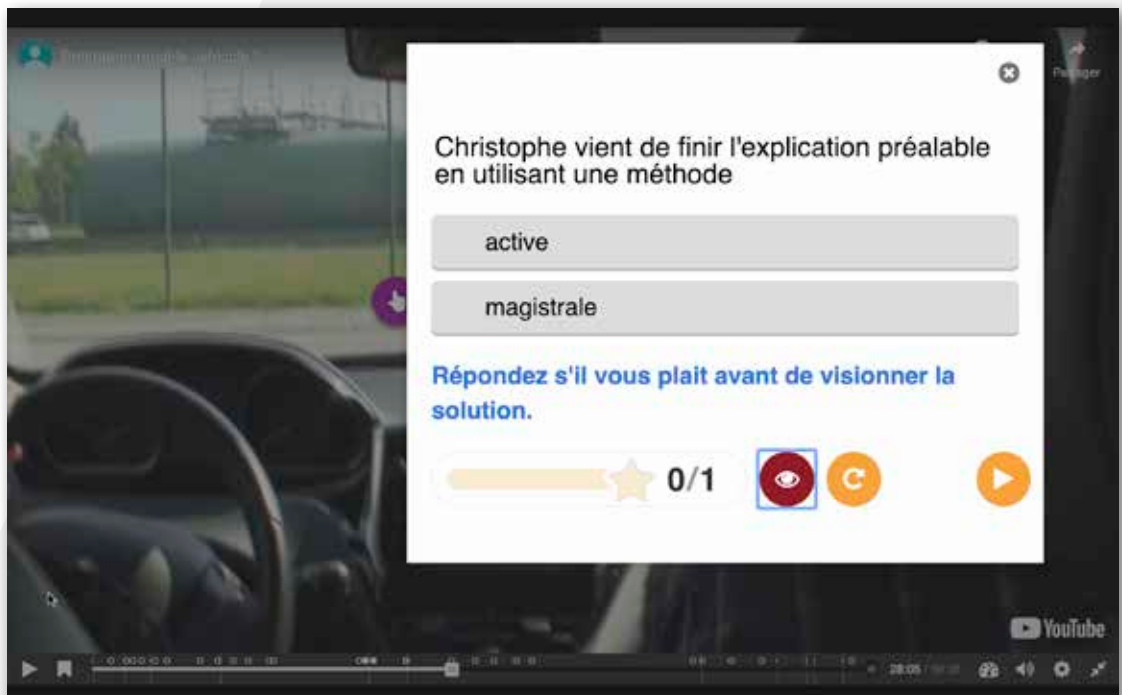 Partager
Christophe vient de finir l'explication préalable
en utilisant une méthode
active
magistrale
Répondez s'il vous plait avant de visionner la
solution.
0/1
YouTube
28:05